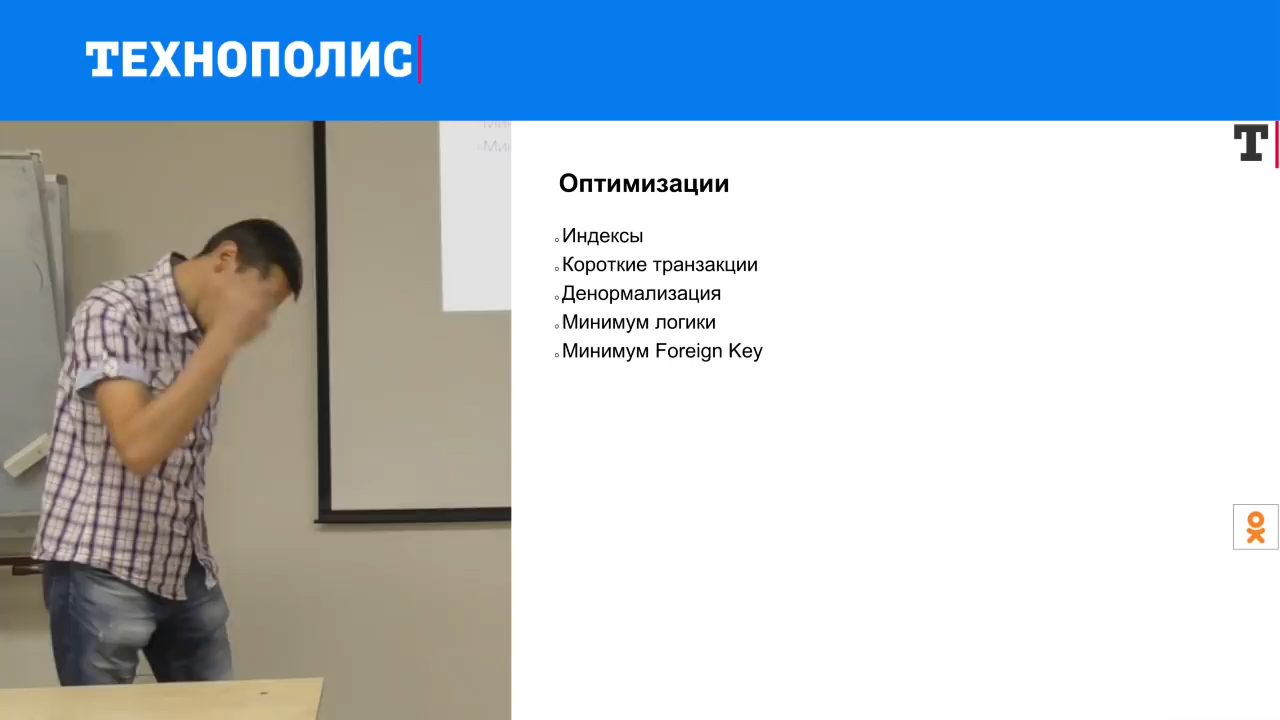 ТЕХНОПОЛИС
T
Оптимизации
Индексы
Короткие транзакции
Денормализация
Минимум логики
Минимум Foreign Key